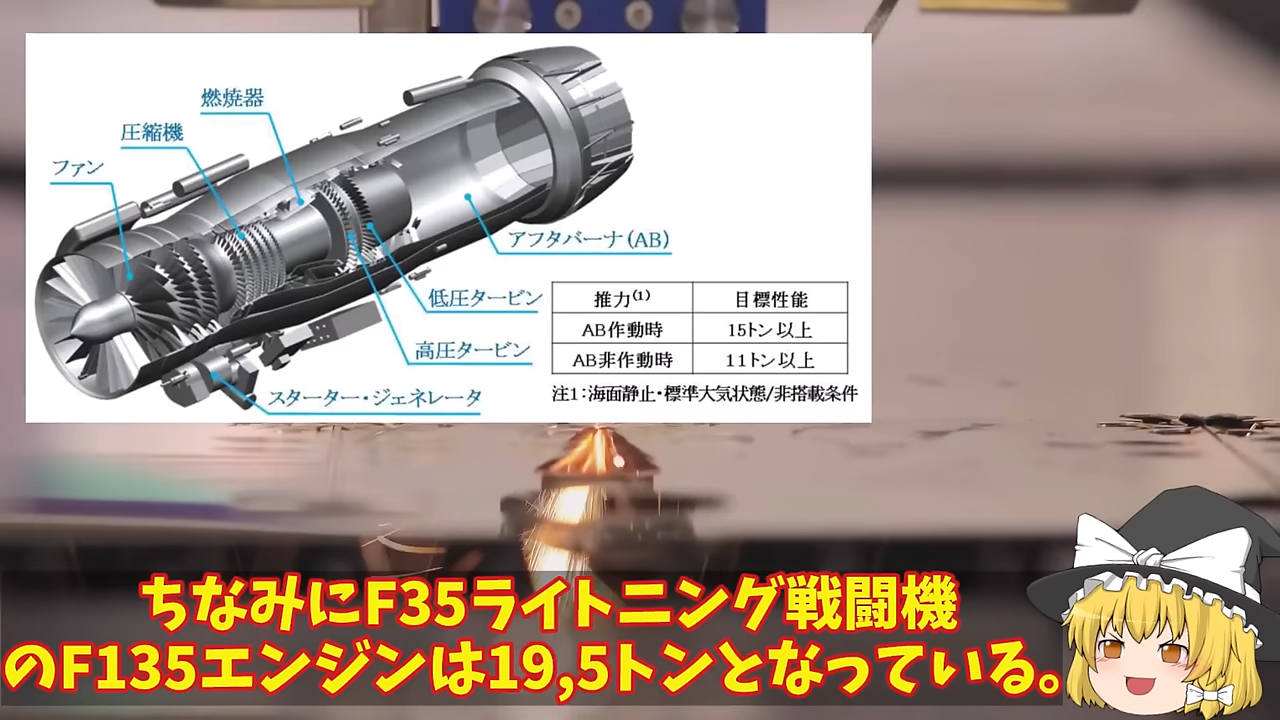 燃焼器
圧縮機
ファン
アフタバーナ(AB)
低圧タービン
高圧タービン
スターター・ジェネレータ
推力(1) 目標性能
AB作動時 15トン以上
AB非作動時 11トン以上
注1:海面静止・標準大気状態/非搭載条件
ちなみにF35ライトニング戦闘機
のF135エンジンは19,5トンとなっている。